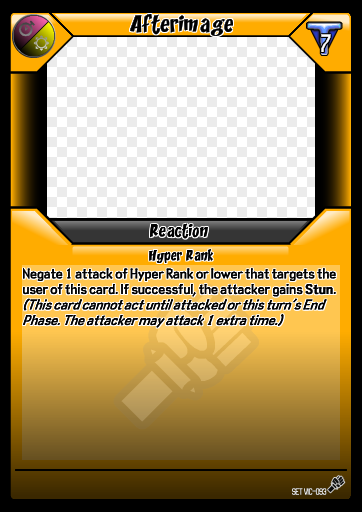 Afterimage
7
Reaction
Hyper Rank
Negate 1 attack of Hyper Rank or lower that targets the
user of this card. If successful, the attacker gains Stun.
(This card cannot act until attacked or this turn's End
Phase. The attacker may attack 1 extra time.)
SET VIC-093